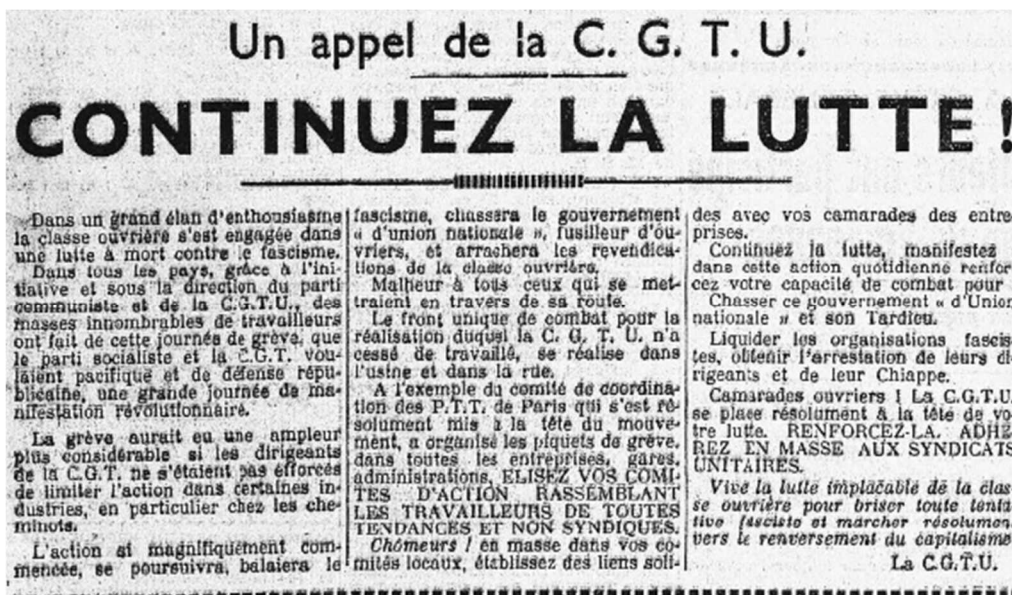 Un appel de la C. G. T. U.
CONTINUEZ LA LUTTE !
Dans un grand élan d'enthousiasme
la classe ouvrière s'est engagée dans
une lutte à mort contre le fascisme.
Dans tous les pays, grâce à l'ini-
tiative et sous la direction du parti
communiste et de la C.G.T.U., des
masses innombrables de travailleurs
ont fait de cette journée de grève, que
le parti socialiste et la C.G.T. vou-
laient pacifique et de défense répu-
blicaine, une grande journée de ma-
nifestation révolutionnaire.
La grève aurait eu une ampleur
plus considérable si les dirigeants
de la C.G.T. ne s'étaient pas efforcés
de limiter l'action dans certaines in-
dustries, en particulier chez les che-
minots.
L'action si magnifiquement com-
mencée, se poursuivra, balaiera le
fascisme, chassera le gouvernement
« d'union nationale », fusilleur d'ou-
vriers, et arrachera les revendica-
tions de la classe ouvrière.
Malheur à tous ceux qui se met-
traient en travers de sa route.
Le front unique de combat pour la
réalisation duquel la C. G. T. U. n'a
cessé de travaillé, se réalise dans
l'usine et dans la rue.
A l'exemple du comité de coordina-
tion des P.T.T. de Paris qui s'est ré-
solument mis à la tête du mouve-
ment, a organisé les piquets de grève,
dans toutes les entreprises, gares,
administrations, ELISEZ VOS COMI-
TES D'ACTION RASSEMBLANT
LES TRAVAILLEURS DE TOUTES
TENDANCES ET NON SYNDIQUES.
Chômeurs ! en masse dans vos co-
mités locaux, établissez des liens soli-
des avec vos camarades des entre
prises.
Continuez la lutte, manifestez
dans cette action quotidienne renfor
cez votre capacité de combat pour
Chasser ce gouvernement « d'Union
nationale » et son Tardieu.
Liquider les organisations fascis
tes, obtenir l'arrestation de leurs di
rigeants et de leur Chiappe.
Camarades ouvriers ! La C.G.T.U.
se place résolument à la tête de vo
tre lutte. RENFORCEZ-LA. ADHE
REZ EN MASSE AUX SYNDICATS
UNITAIRES.
Vive la lutte implacable de la clas
se ouvrière pour briser toute tenta
tive fasciste et marcher résolumen
vers le renversement du capitalisme
La C.G.T.U.